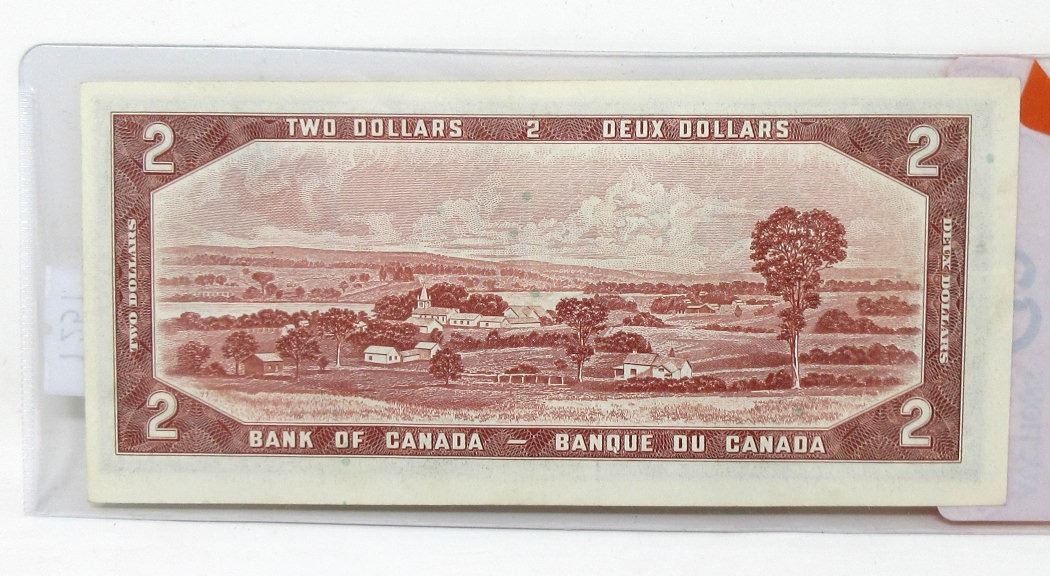 TWO DOLLARS 2 DEUX DOLLARS
2 2
TWO DOLLARS
DEUX DOLLARS
2 2
BANK OF CANADA — BANQUE DU CANADA